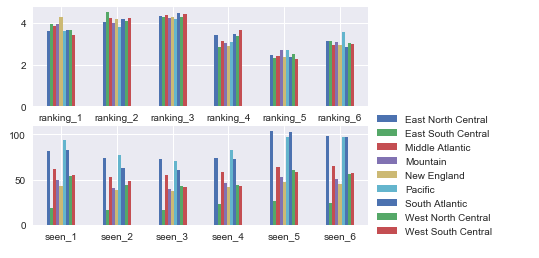 4
2
0
ranking_1 ranking_2 ranking_3 ranking_4 ranking_5 ranking_6
100
50
0
seen_1 seen_2 seen_3 seen_4 seen_5 seen_6
East North Central
East South Central
Middle Atlantic
Mountain
New England
Pacific
South Atlantic
West North Central
West South Central